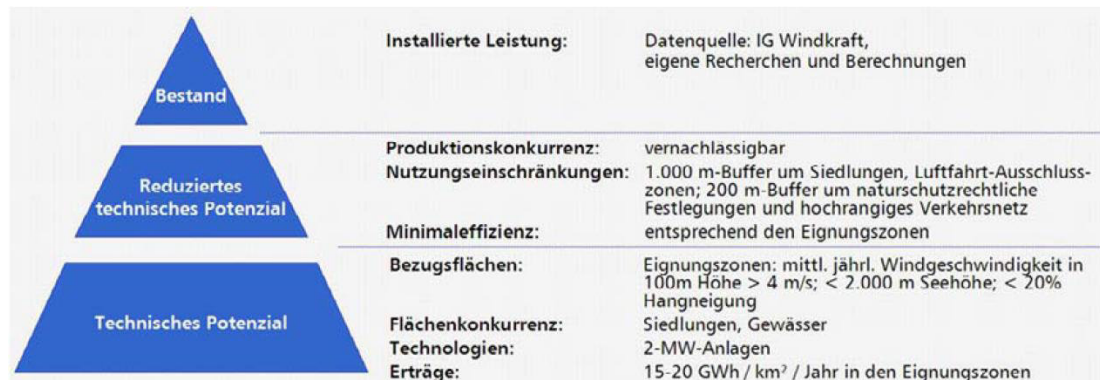 Bestand
Installierte Leistung: Datenquelle: IG Windkraft,
eigene Recherchen und Berechnungen
Reduziertes
technisches Potenzial
Produktionskonkurrenz: vernachlässigbar
Nutzungseinschränkungen: 1.000 m-Buffer um Siedlungen, Luftfahrt-Ausschluss-
zonen; 200 m-Buffer um naturschutzrechtliche
Festlegungen und hochrangiges Verkehrsnetz
Minimaleffizienz: entsprechend den Eignungszonen
Technisches Potenzial
Bezugsflächen: Eignungszonen: mittl. jährl. Windgeschwindigkeit in
100m Höhe > 4 m/s; < 2.000 m Seehöhe; < 20%
Hangneigung
Flächenkonkurrenz: Siedlungen, Gewässer
Technologien: 2-MW-Anlagen
Erträge: 15-20 GWh / km² / Jahr in den Eignungszonen